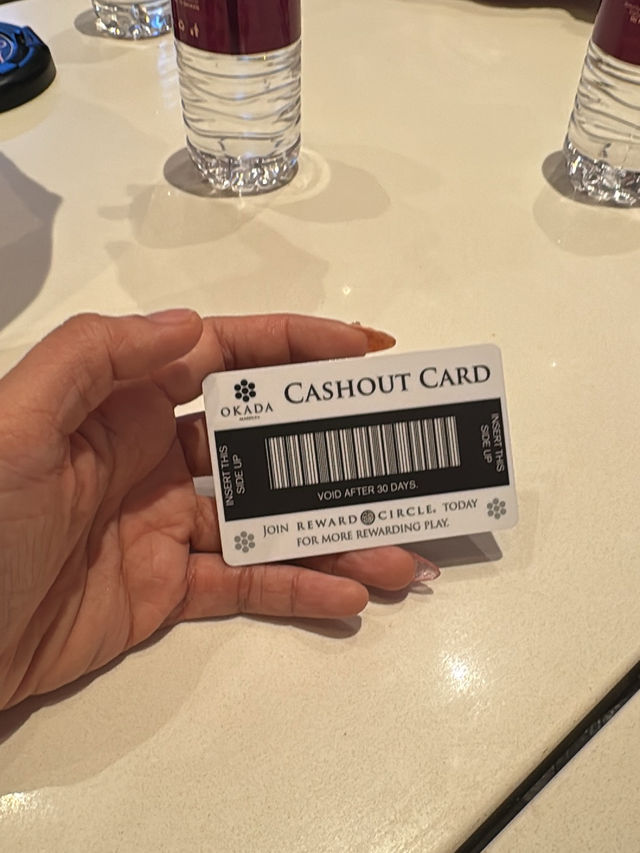 OKADA
MANILA
CASHOUT CARD
INSERT THIS
SIDE UP
INSERT THIS
SIDE UP
VOID AFTER 30 DAYS.
JOIN REWARD CIRCLE. TODAY
FOR MORE REWARDING PLAY.